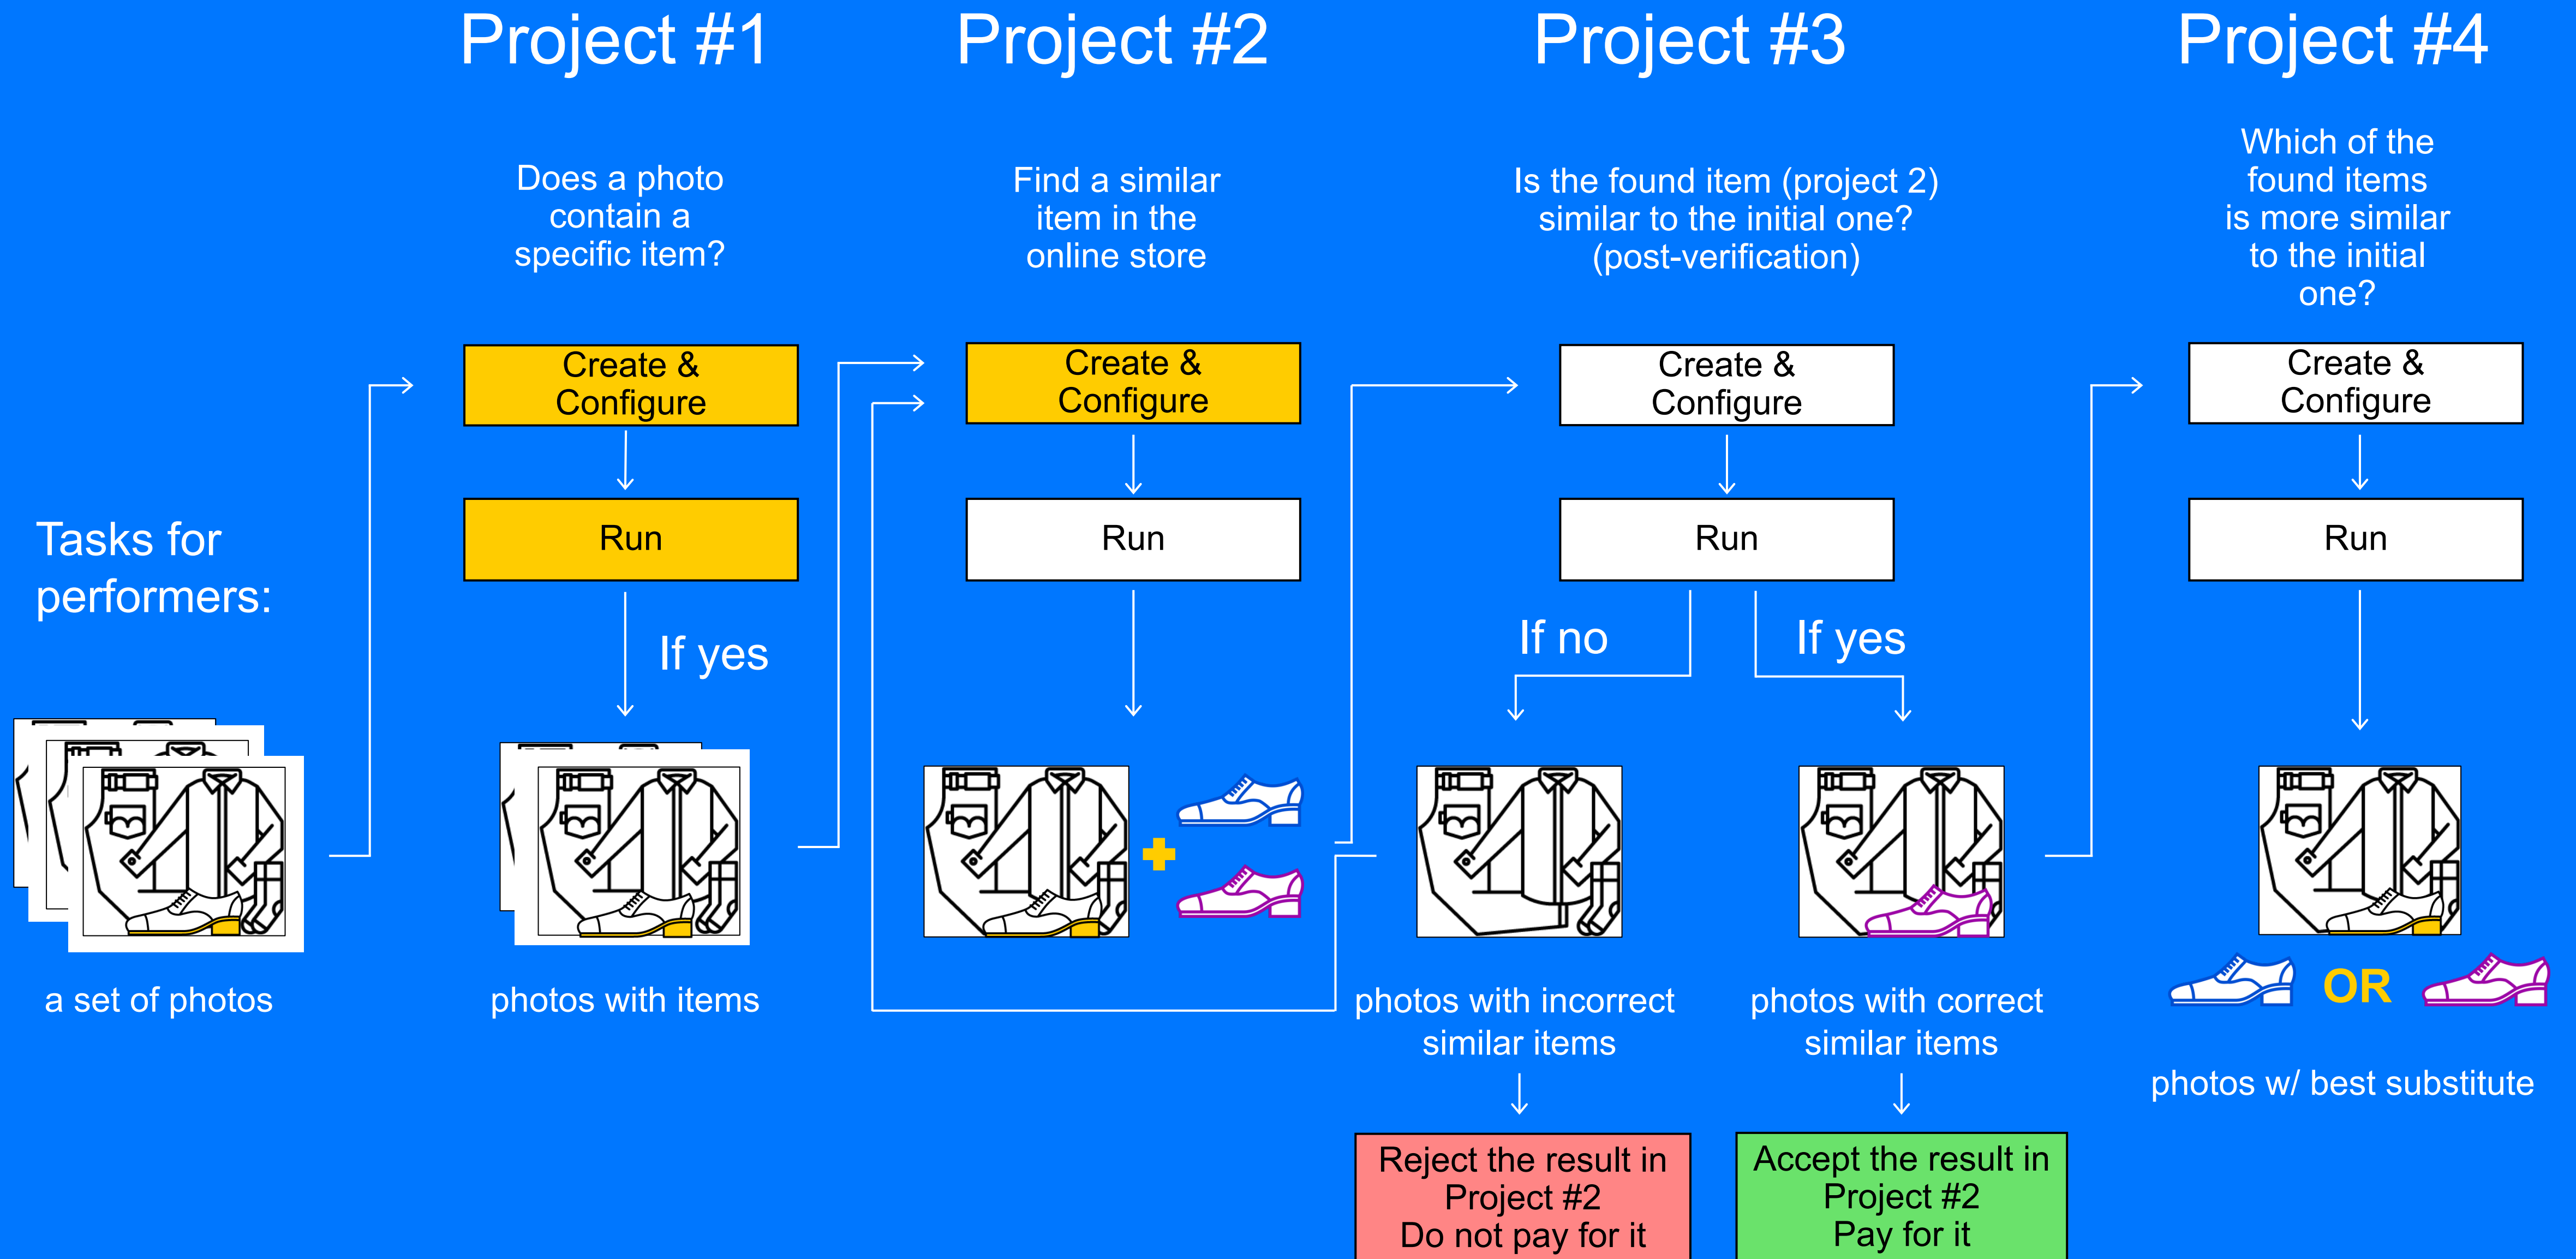 Project #1
Project #2
Project #3
Project #4
Does a photo
contain a
specific item?
Find a similar
item in the
online store
Is the found item (project 2)
similar to the initial one?
(post-verification)
Which of the
found items
is more similar
to the initial
one?
Create &
Configure
Create &
Configure
Create &
Configure
Create &
Configure
Run
Run
Run
Run
Tasks for
performers:
If yes
If no
If yes
a set of photos
photos with items
photos with incorrect
similar items
photos with correct
similar items
OR
photos w/ best substitute
Reject the result in
Project #2
Do not pay for it
Accept the result in
Project #2
Pay for it